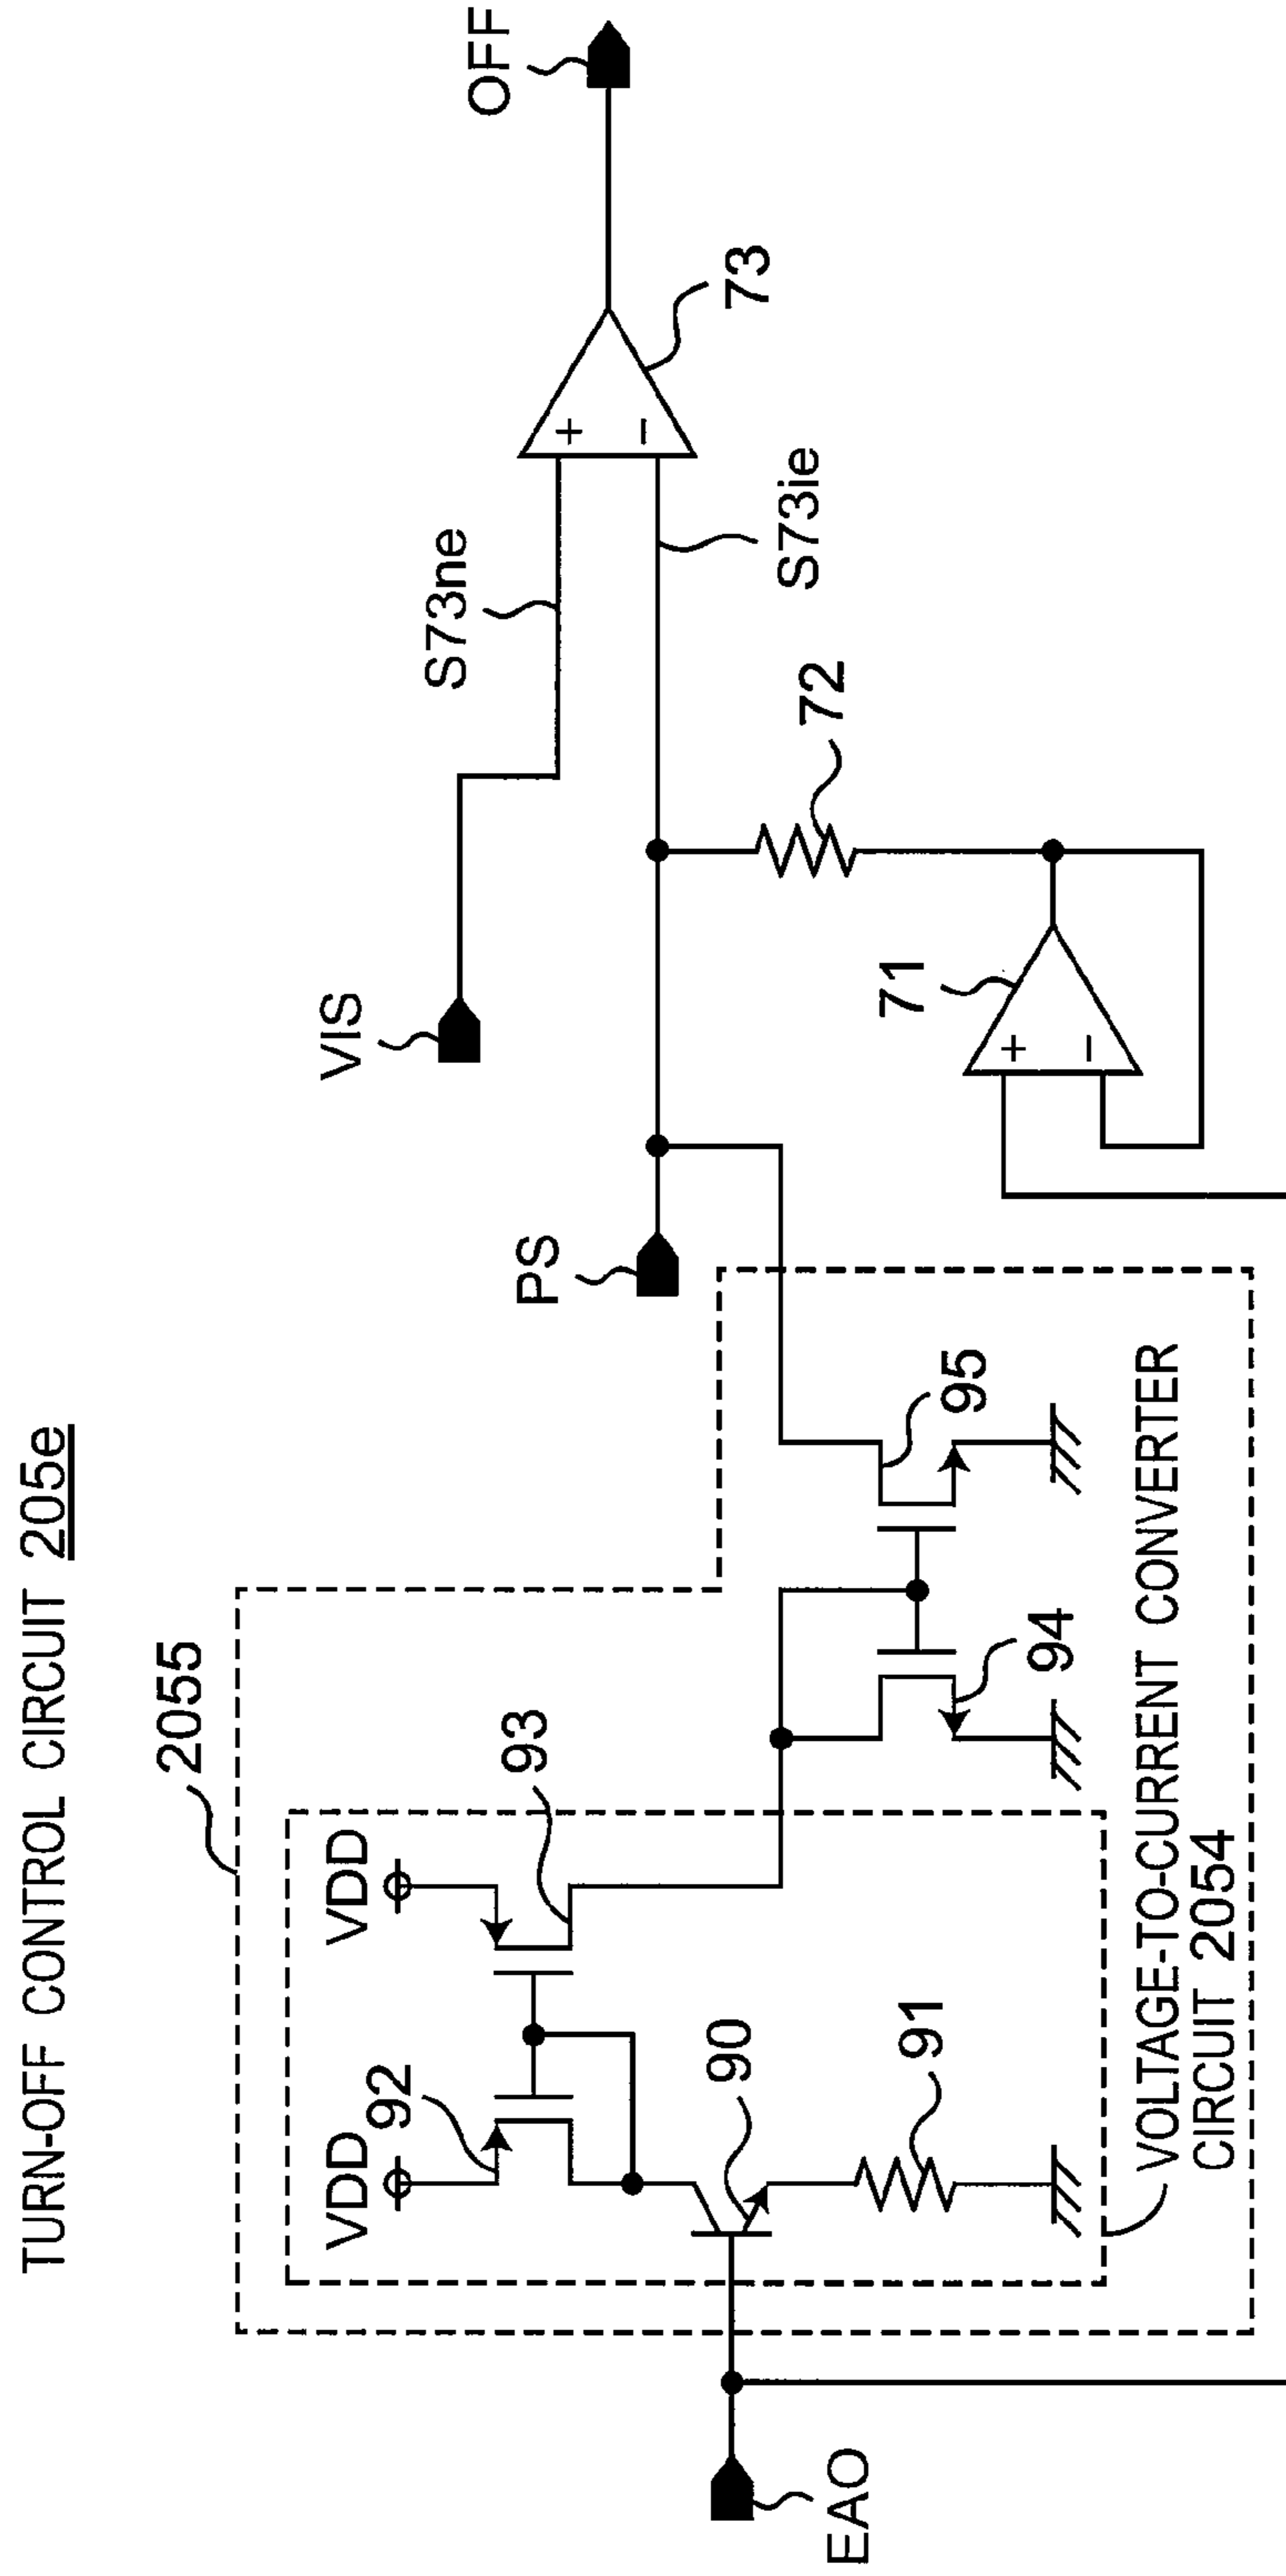 TURN-OFF CONTROL CIRCUIT 205e
2055
VDD
VDD
92
93
90
91
94
95
VOLTAGE-TO-CURRENT CONVERTER
CIRCUIT 2054
EAO
PS
VIS
S73ne
S73ie
+
-
73
OFF
72
71
+
-